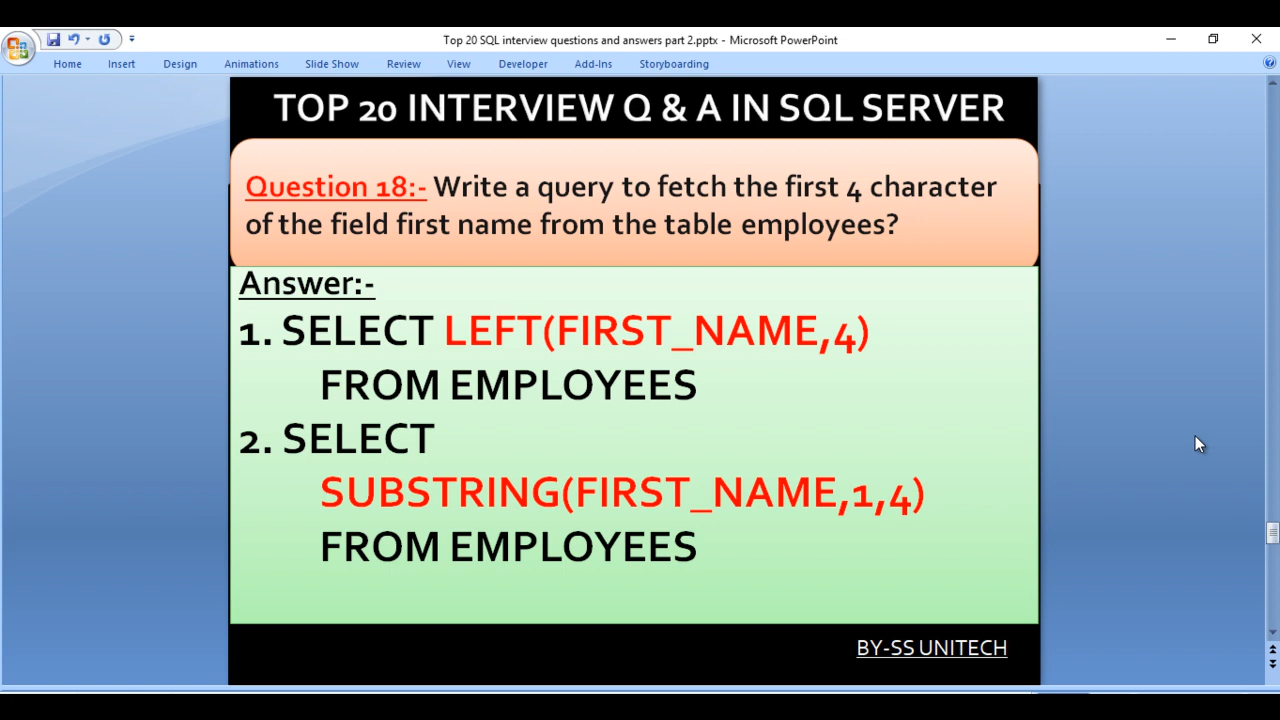 Top 20 SQL interview questions and answers part 2.pptx - Microsoft PowerPoint
Home Insert Design Animations Slide Show Review View Developer Add-Ins Storyboarding
TOP 20 INTERVIEW Q & A IN SQL SERVER
Question 18:- Write a query to fetch the first 4 character
of the field first name from the table employees?
Answer:-
1. SELECT LEFT(FIRST_NAME,4)
FROM EMPLOYEES
2. SELECT
SUBSTRING(FIRST_NAME,1,4)
FROM EMPLOYEES
BY-SS UNITECH